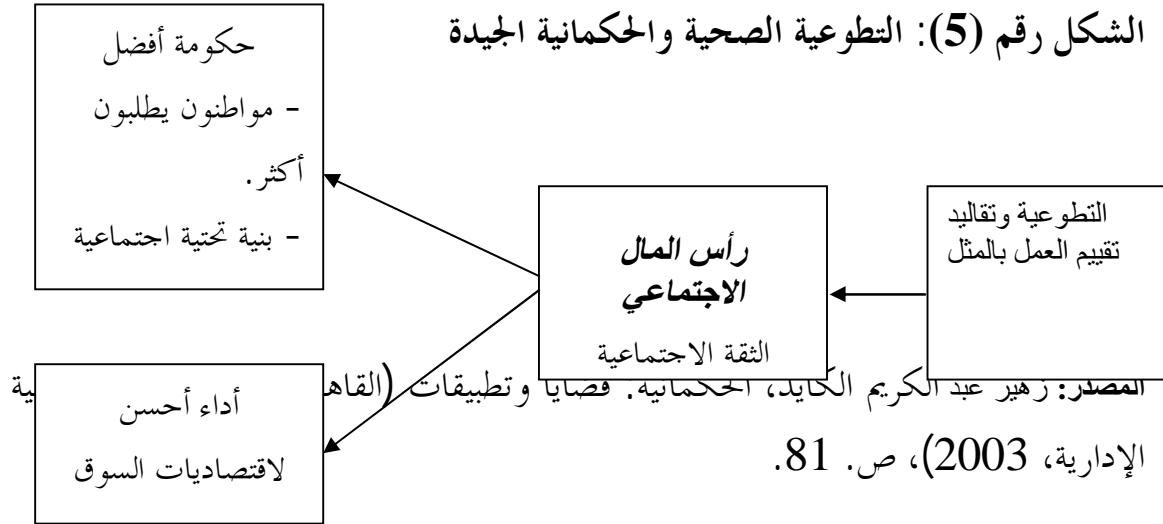 الشكل رقم (5): التطوعية الصحية والحكمانية الجيدة
التطوعية وتقاليد
تقييم العمل بالمثل
رأس المال
الاجتماعي
الثقة الاجتماعية
حكومة أفضل
- مواطنون يطلبون
أكثر.
- بنية تحتية اجتماعية
أداء أحسن
لاقتصاديات السوق
المصدر: زهير عبد الكريم الكايد، الحكمانية. قضايا وتطبيقات
الإدارية، 2003)، ص. 81.